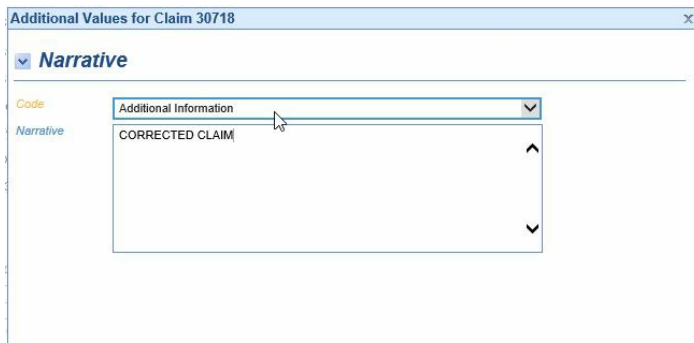 Additional Values for Claim 30718
x
Narrative
Code
Additional Information
Narrative
CORRECTED CLAIM